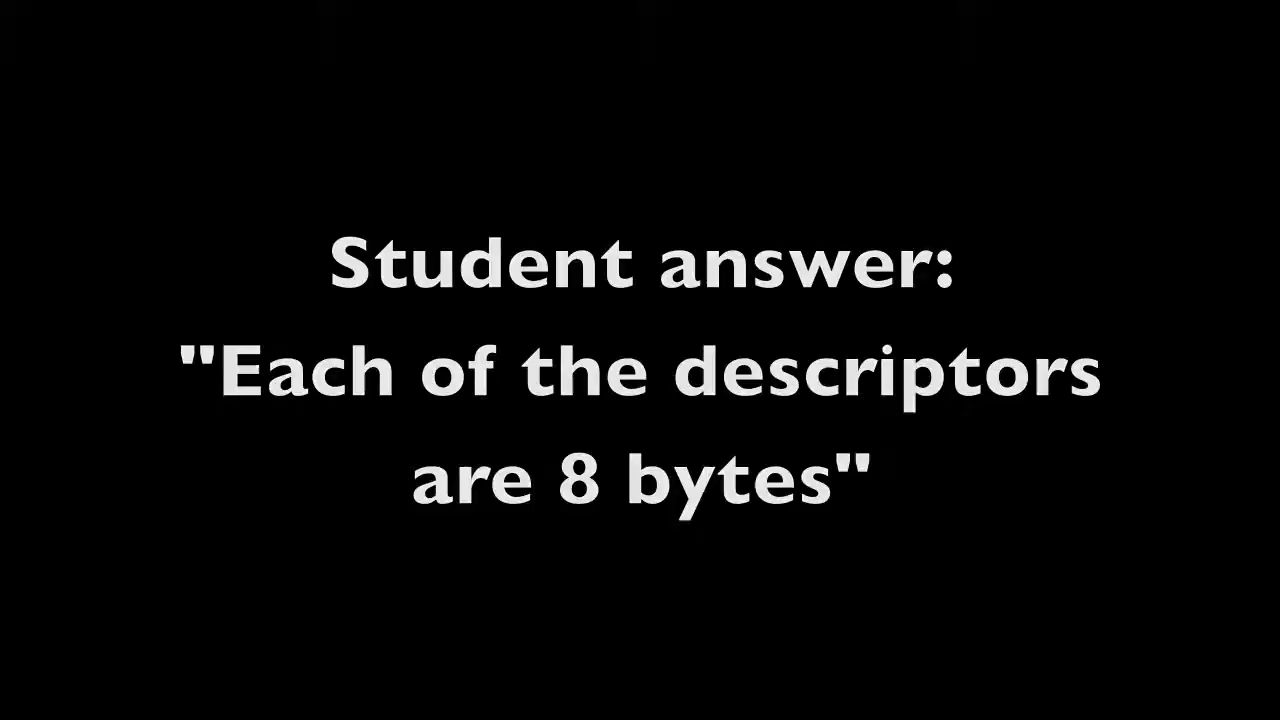 Student answer:
"Each of the descriptors
are 8 bytes"